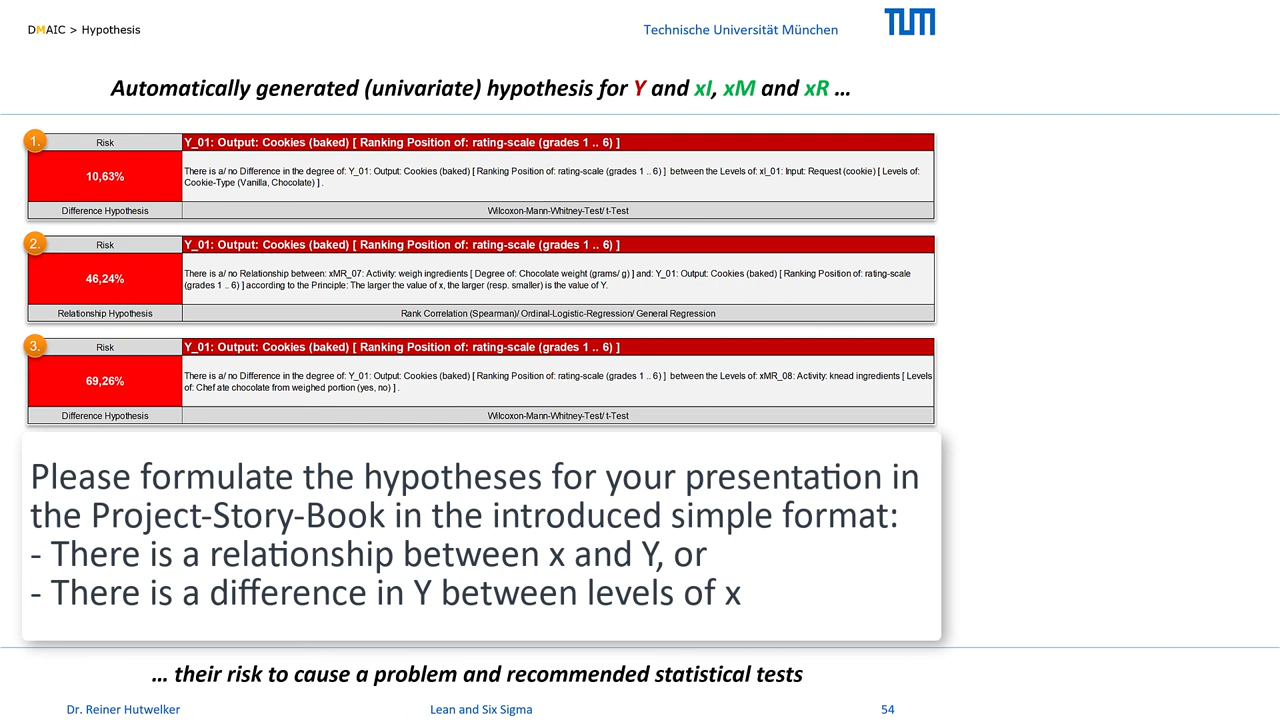 DMAIC > Hypothesis
Technische Universität München
TUM
Automatically generated (univariate) hypothesis for Y and xI, xM and xR ...
1.
Risk
Y_01: Output: Cookies (baked) [ Ranking Position of: rating-scale (grades 1 .. 6) ]
10,63%
There is a/ no Difference in the degree of: Y_01: Output: Cookies (baked) [ Ranking Position of: rating-scale (grades 1 .. 6) ] between the Levels of: xI_01: Input: Request (cookie) [ Levels of:
Cookie-Type (Vanilla, Chocolate) ] .
Difference Hypothesis
Wilcoxon-Mann-Whitney-Test/ t-Test
2.
Risk
Y_01: Output: Cookies (baked) [ Ranking Position of: rating-scale (grades 1 .. 6) ]
46,24%
There is a/ no Relationship between: xMR_07: Activity: weigh ingredients [ Degree of: Chocolate weight (grams/ g) ] and: Y_01: Output: Cookies (baked) [ Ranking Position of: rating-scale
(grades 1 .. 6) ] according to the Principle: The larger the value of x, the larger (resp. smaller) is the value of Y.
Relationship Hypothesis
Rank Correlation (Spearman)/ Ordinal-Logistic-Regression/ General Regression
3.
Risk
Y_01: Output: Cookies (baked) [ Ranking Position of: rating-scale (grades 1 .. 6) ]
69,26%
There is a/ no Difference in the degree of: Y_01: Output: Cookies (baked) [ Ranking Position of: rating-scale (grades 1 .. 6) ] between the Levels of: xMR_08: Activity: knead ingredients [ Levels
of: Chef ate chocolate from weighed portion (yes, no) ] .
Difference Hypothesis
Wilcoxon-Mann-Whitney-Test/ t-Test
Please formulate the hypotheses for your presentation in
the Project-Story-Book in the introduced simple format:
- There is a relationship between x and Y, or
- There is a difference in Y between levels of x
... their risk to cause a problem and recommended statistical tests
Dr. Reiner Hutwelker
Lean and Six Sigma
54